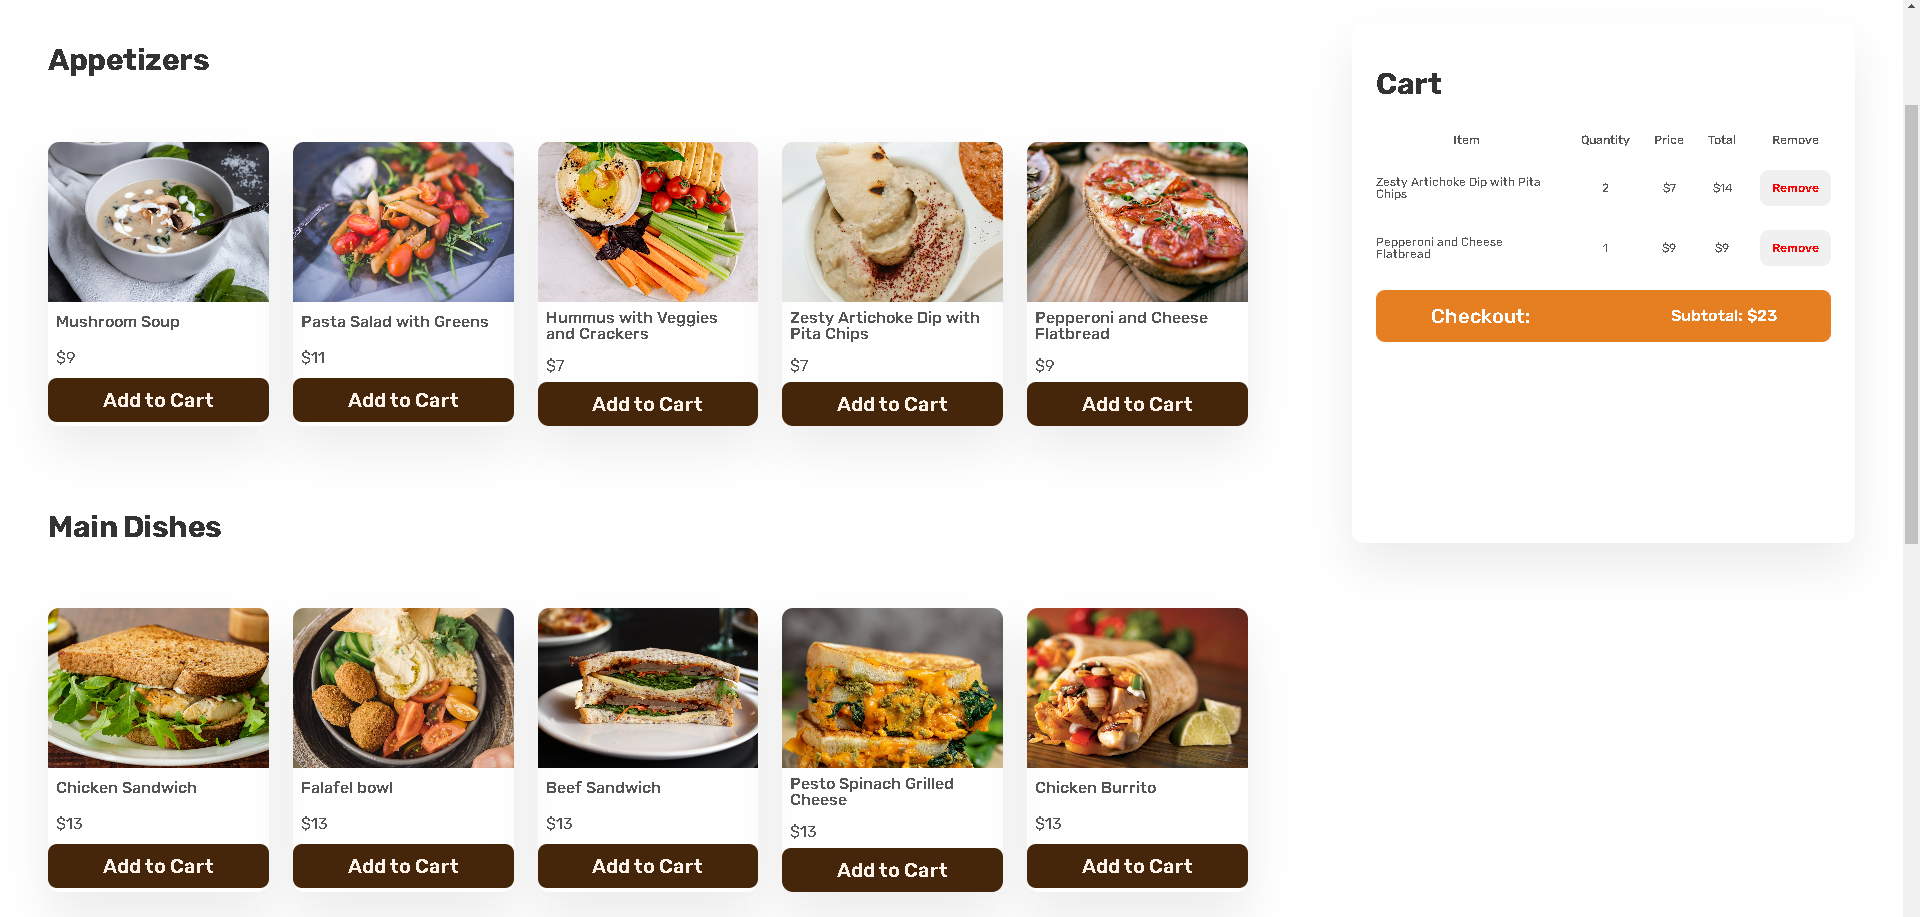 Appetizers
Mushroom Soup
$9
Add to Cart
Pasta Salad with Greens
$11
Add to Cart
Hummus with Veggies
and Crackers
$7
Add to Cart
Zesty Artichoke Dip with
Pita Chips
$7
Add to Cart
Pepperoni and Cheese
Flatbread
$9
Add to Cart
Main Dishes
Chicken Sandwich
$13
Add to Cart
Falafel bowl
$13
Add to Cart
Beef Sandwich
$13
Add to Cart
Pesto Spinach Grilled
Cheese
$13
Add to Cart
Chicken Burrito
$13
Add to Cart
Cart
Item Quantity Price Total Remove
Zesty Artichoke Dip with Pita
Chips
2 $7 $14 Remove
Pepperoni and Cheese
Flatbread
1 $9 $9 Remove
Checkout: Subtotal: $23